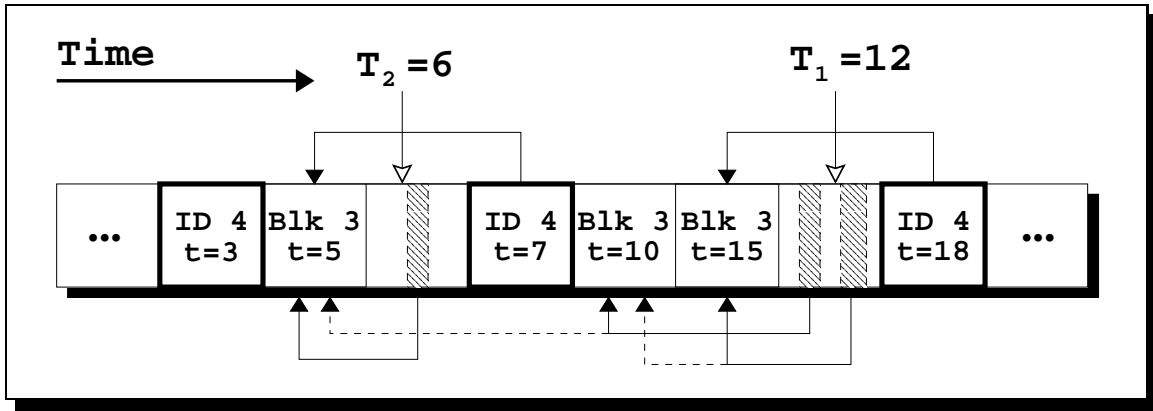 Time
T2=6
T1=12
...
ID 4
t=3
Blk 3
t=5
ID 4
t=7
Blk 3
t=10
Blk 3
t=15
ID 4
t=18
...